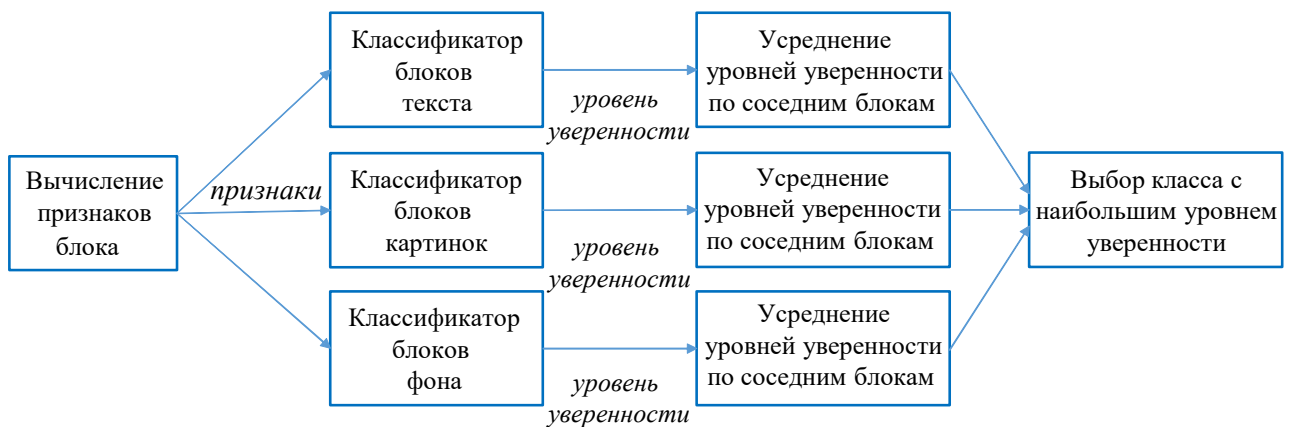 Вычисление
признаков
блока
признаки
Классификатор
блоков
текста
уровень
уверенности
Усреднение
уровней уверенности
по соседним блокам
Классификатор
блоков
картинок
уровень
уверенности
Усреднение
уровней уверенности
по соседним блокам
Классификатор
блоков
фона
уровень
уверенности
Усреднение
уровней уверенности
по соседним блокам
Выбор класса с
наибольшим уровнем
уверенности